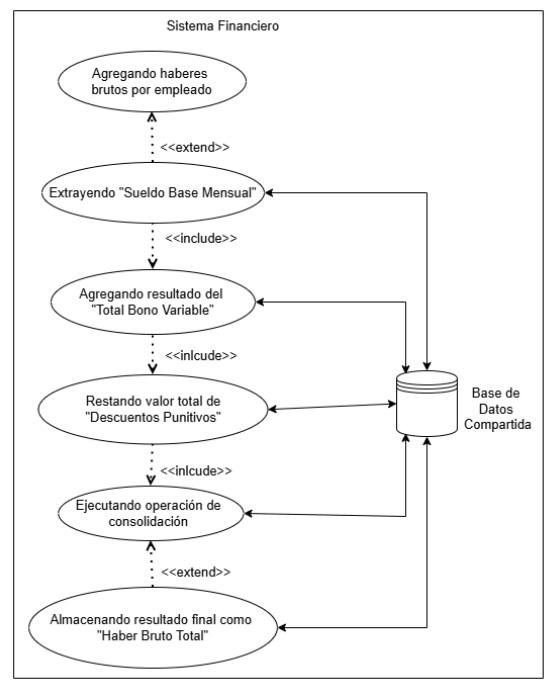 Sistema Financiero
Agregando haberes
brutos por empleado
<<extend>>
Extrayendo "Sueldo Base Mensual"
<<include>>
Agregando resultado del
"Total Bono Variable"
<<inlcude>>
Restando valor total de
"Descuentos Punitivos"
Base de
Datos
Compartida
<<inlcude>>
Ejecutando operación de
consolidación
<<extend>>
Almacenando resultado final como
"Haber Bruto Total"